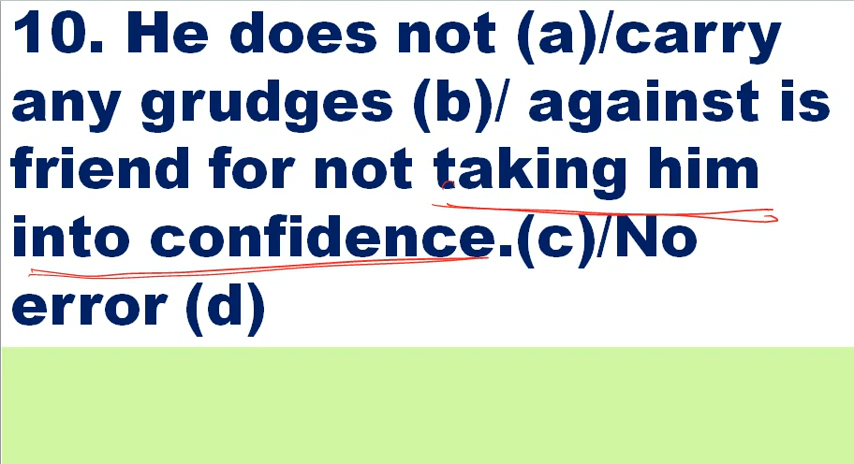 10. He does not (a)/carry
any grudges (b)/ against is
friend for not taking him
into confidence.(c)/No
error (d)